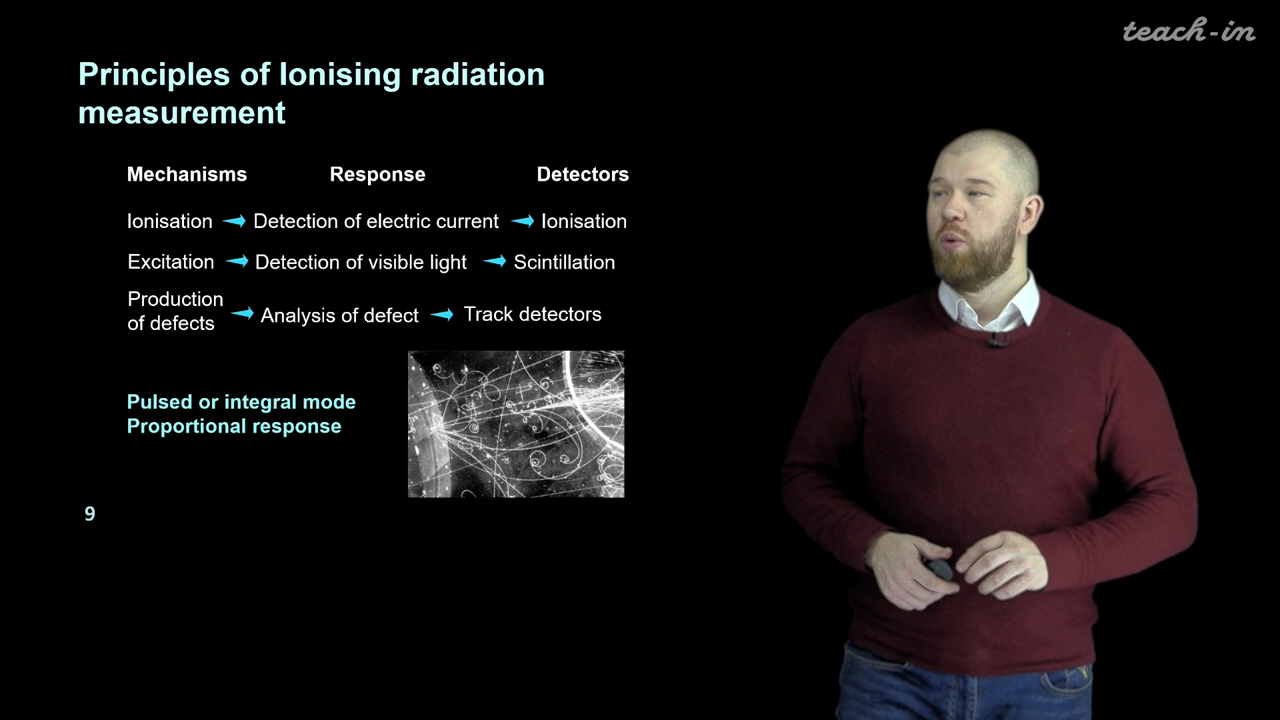 teach-in
Principles of Ionising radiation
measurement
Mechanisms Response Detectors
Ionisation Detection of electric current Ionisation
Excitation Detection of visible light Scintillation
Production
of defects Analysis of defect Track detectors
Pulsed or integral mode
Proportional response
9